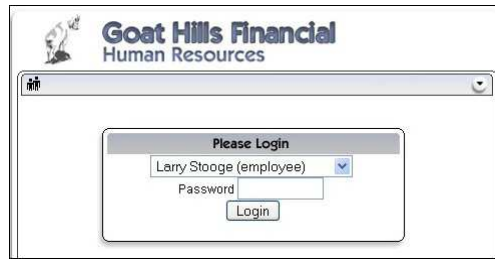 Goat Hills Financial
Human Resources
Please Login
Larry Stooge (employee)
Password
Login